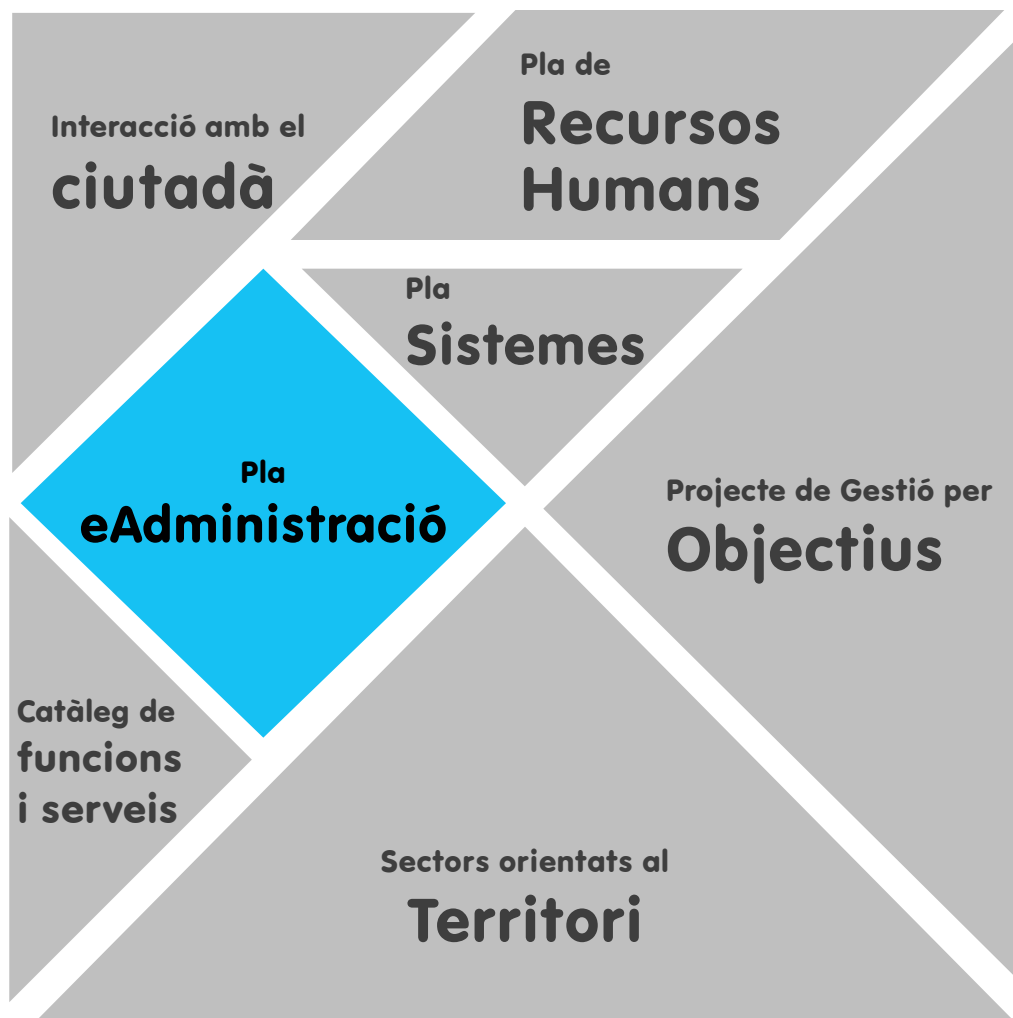 Interacció amb el
ciutadà
Pla de
Recursos
Humans
Pla
Sistemes
Pla
eAdministració
Projecte de Gestió per
Objectius
Catàleg de
funcions
i serveis
Sectors orientats al
Territori